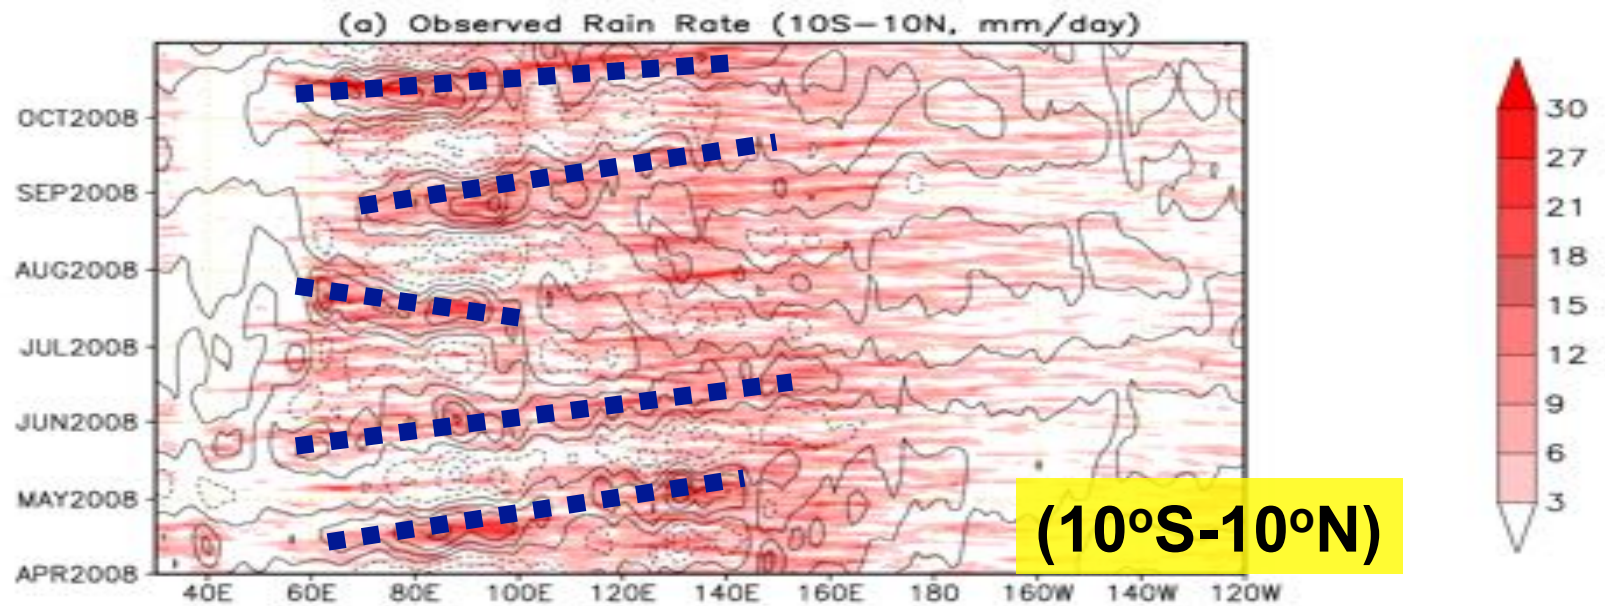 (a) Observed Rain Rate (10S-10N, mm/day)
OCT2008
SEP2008
AUG2008
JUL2008
JUN2008
MAY2008
APR2008
40E 60E 80E 100E 120E 140E 160E 180 160W 140W 120W
30
27
21
18
15
12
9
6
3
(10ºS-10ºN)